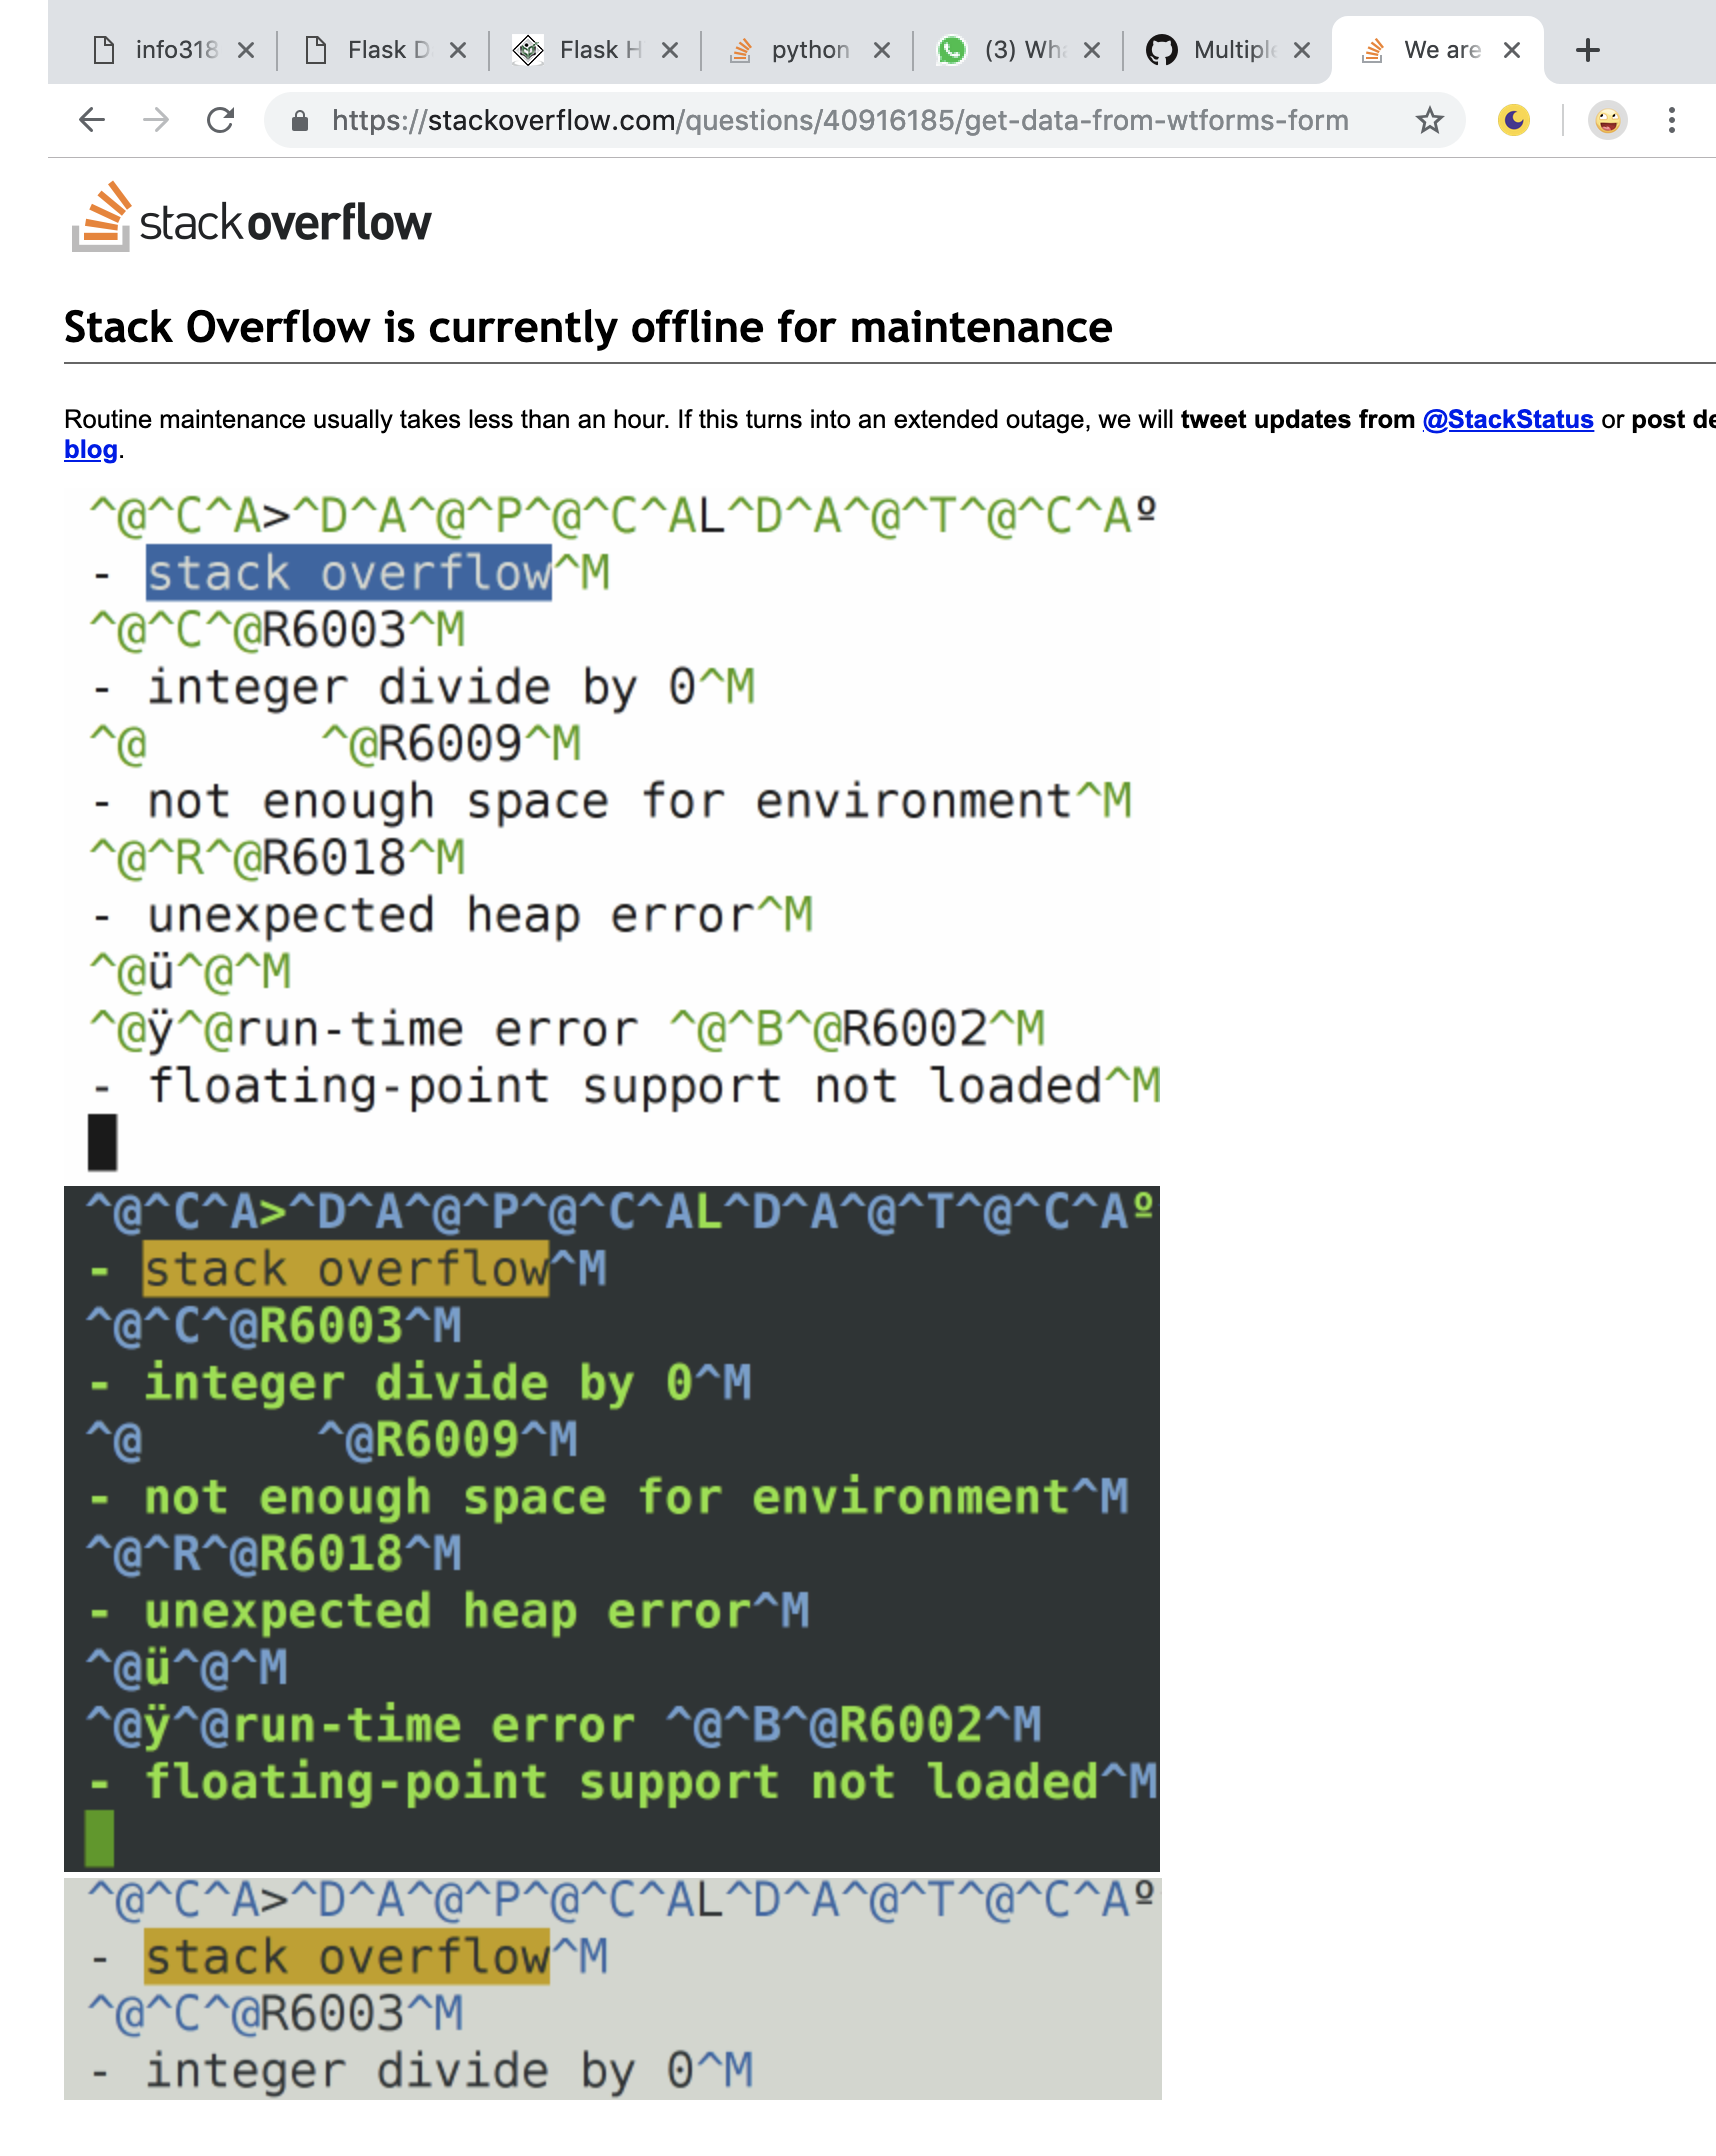 info318 Flask D Flask H python (3) Wha Multiple We are
https://stackoverflow.com/questions/40916185/get-data-from-wtforms-form
stackoverflow
Stack Overflow is currently offline for maintenance
Routine maintenance usually takes less than an hour. If this turns into an extended outage, we will tweet updates from @StackStatus or post de
blog.
^@^C^A>^D^A^@^P^@^C^AL^D^A^@^T^@^C^Aº
- stack overflow^M
^@^C^@R6003^M
- integer divide by 0^M
^@      ^@R6009^M
- not enough space for environment^M
^@^R^@R6018^M
- unexpected heap error^M
^@ü^@^M
^@ÿ^@run-time error ^@^B^@R6002^M
- floating-point support not loaded^M
^@^C^A>^D^A^@^P^@^C^AL^D^A^@^T^@^C^Aº
- stack overflow^M
^@^C^@R6003^M
- integer divide by 0^M
^@      ^@R6009^M
- not enough space for environment^M
^@^R^@R6018^M
- unexpected heap error^M
^@ü^@^M
^@ÿ^@run-time error ^@^B^@R6002^M
- floating-point support not loaded^M
^@^C^A>^D^A^@^P^@^C^AL^D^A^@^T^@^C^Aº
- stack overflow^M
^@^C^@R6003^M
- integer divide by 0^M